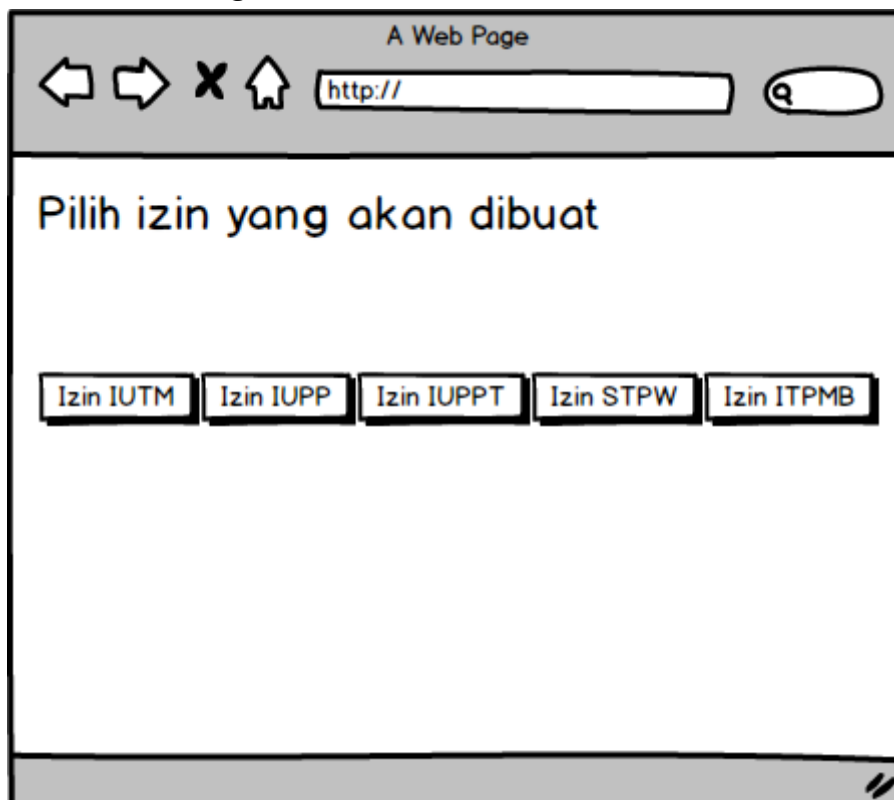 A Web Page
http://
Pilih izin yang akan dibuat
Izin IUTM Izin IUPP Izin IUPPT Izin STPW Izin ITPMB